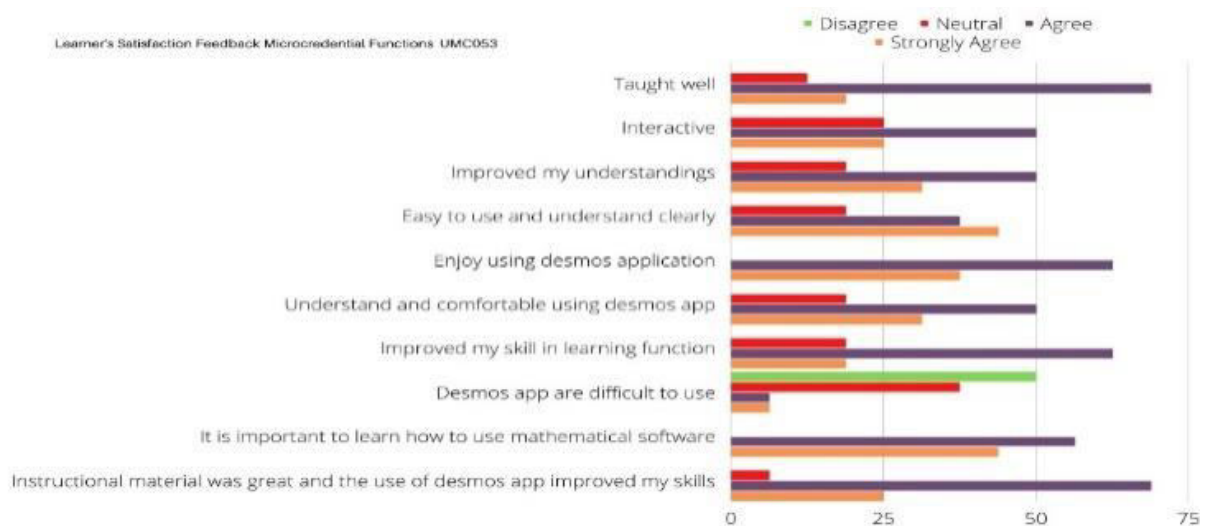 Disagree Neutral Agree
Strongly Agree
Learner's Satisfaction Feedback Microcredential Functions UMC053
Taught well
Interactive
Improved my understandings
Easy to use and understand clearly
Enjoy using desmos application
Understand and comfortable using desmos app
Improved my skill in learning function
Desmos app are difficult to use
It is important to learn how to use mathematical software
Instructional material was great and the use of desmos app improved my skills
0 25 50 75